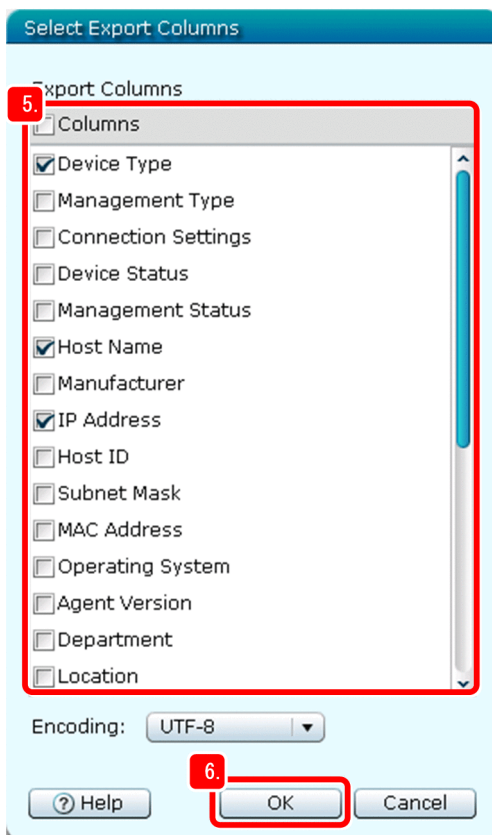 Select Export Columns
Export Columns
5.
Columns
Device Type
Management Type
Connection Settings
Device Status
Management Status
Host Name
Manufacturer
IP Address
Host ID
Subnet Mask
MAC Address
Operating System
Agent Version
Department
Location
Encoding: UTF-8
6.
? Help OK Cancel